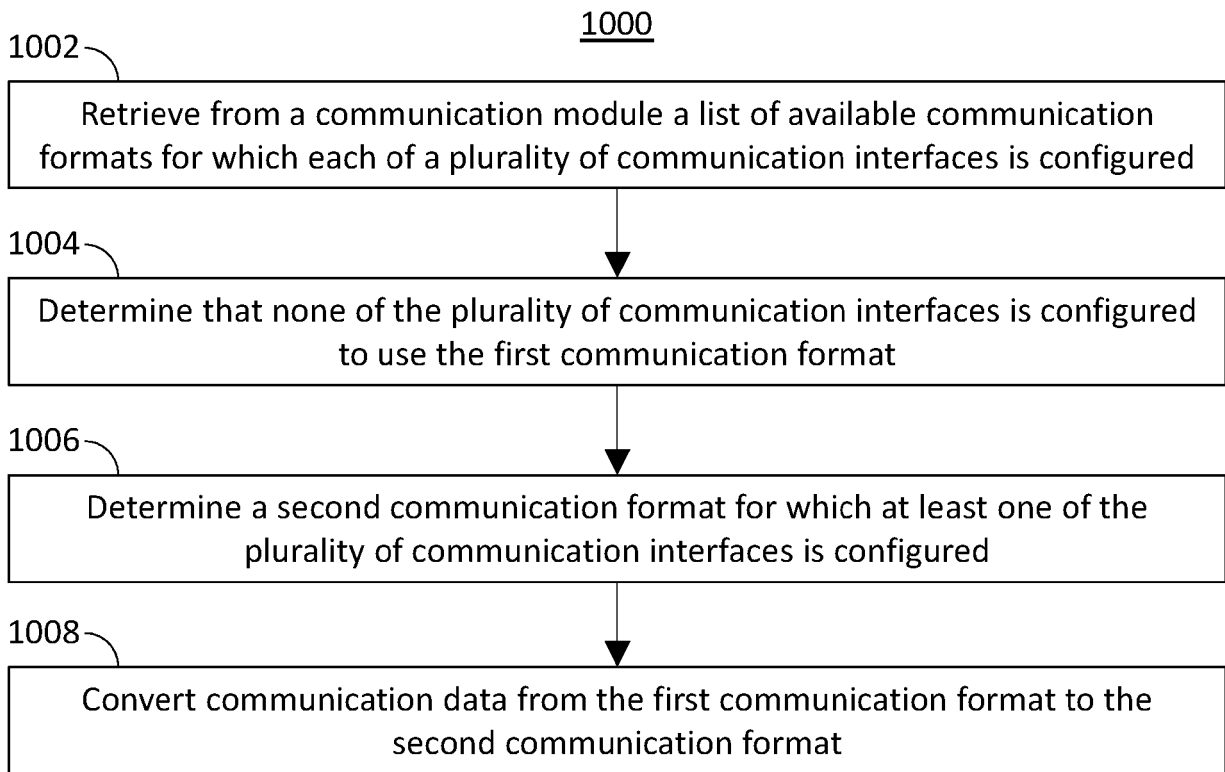 1000
1002
Retrieve from a communication module a list of available communication
formats for which each of a plurality of communication interfaces is configured
1004
Determine that none of the plurality of communication interfaces is configured
to use the first communication format
1006
Determine a second communication format for which at least one of the
plurality of communication interfaces is configured
1008
Convert communication data from the first communication format to the
second communication format